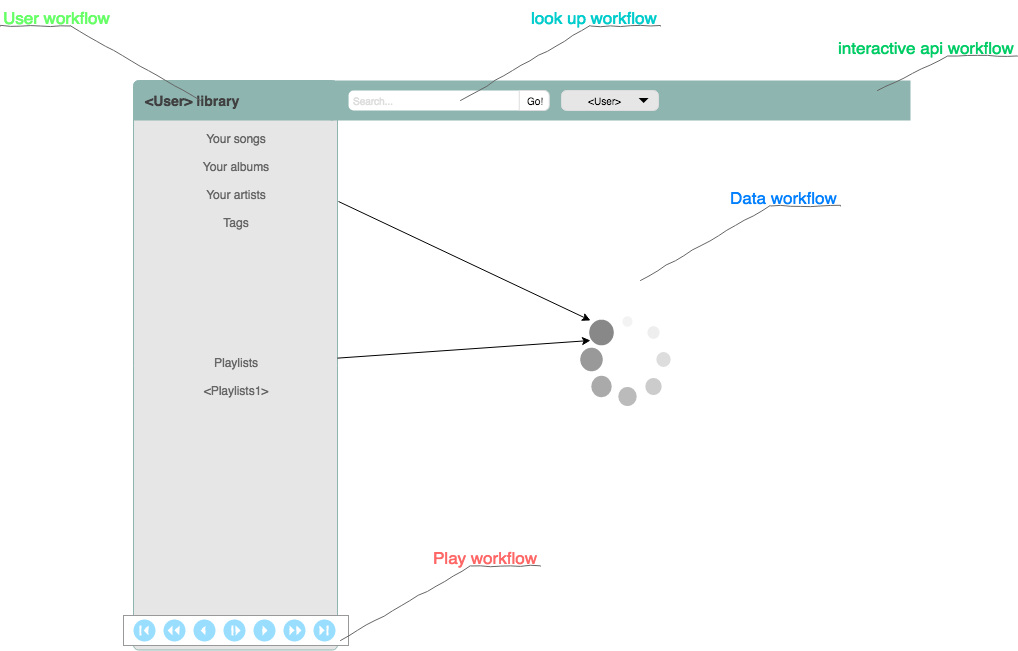 User workflow
look up workflow
interactive api workflow
<User> library
Search...
Go!
<User>
Your songs
Your albums
Your artists
Tags
Data workflow
Playlists
<Playlists1>
Play workflow